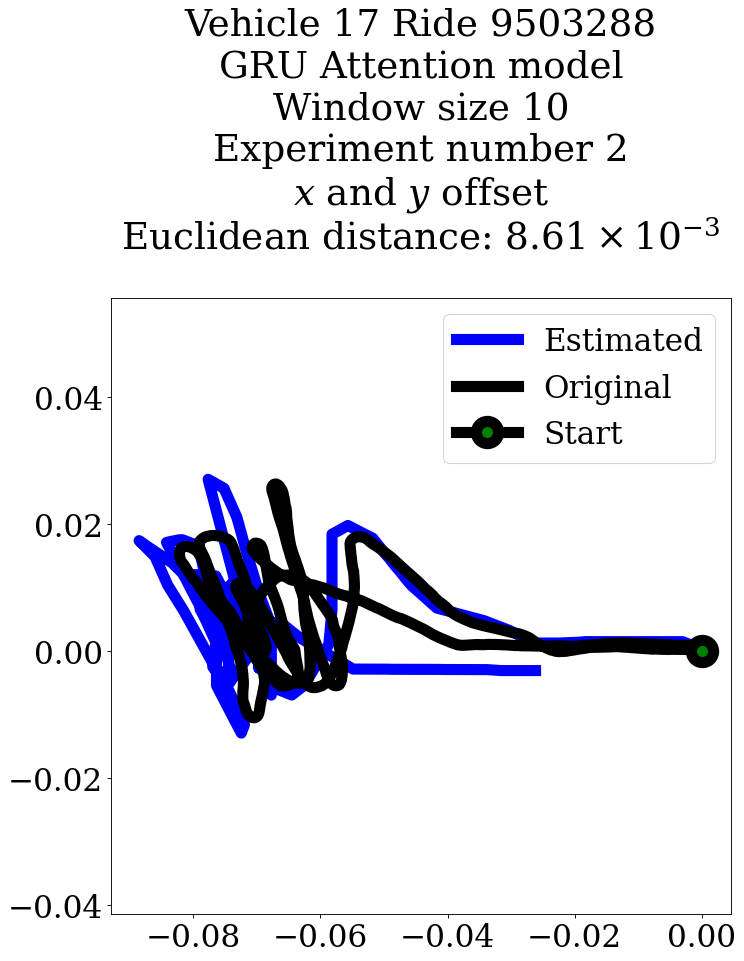 Vehicle 17 Ride 9503288
GRU Attention model
Window size 10
Experiment number 2
x and y offset
Euclidean distance: 8.61 × 10⁻³
Estimated
Original
Start
0.04
0.02
0.00
−0.02
−0.04
−0.08
−0.06
−0.04
−0.02
0.00